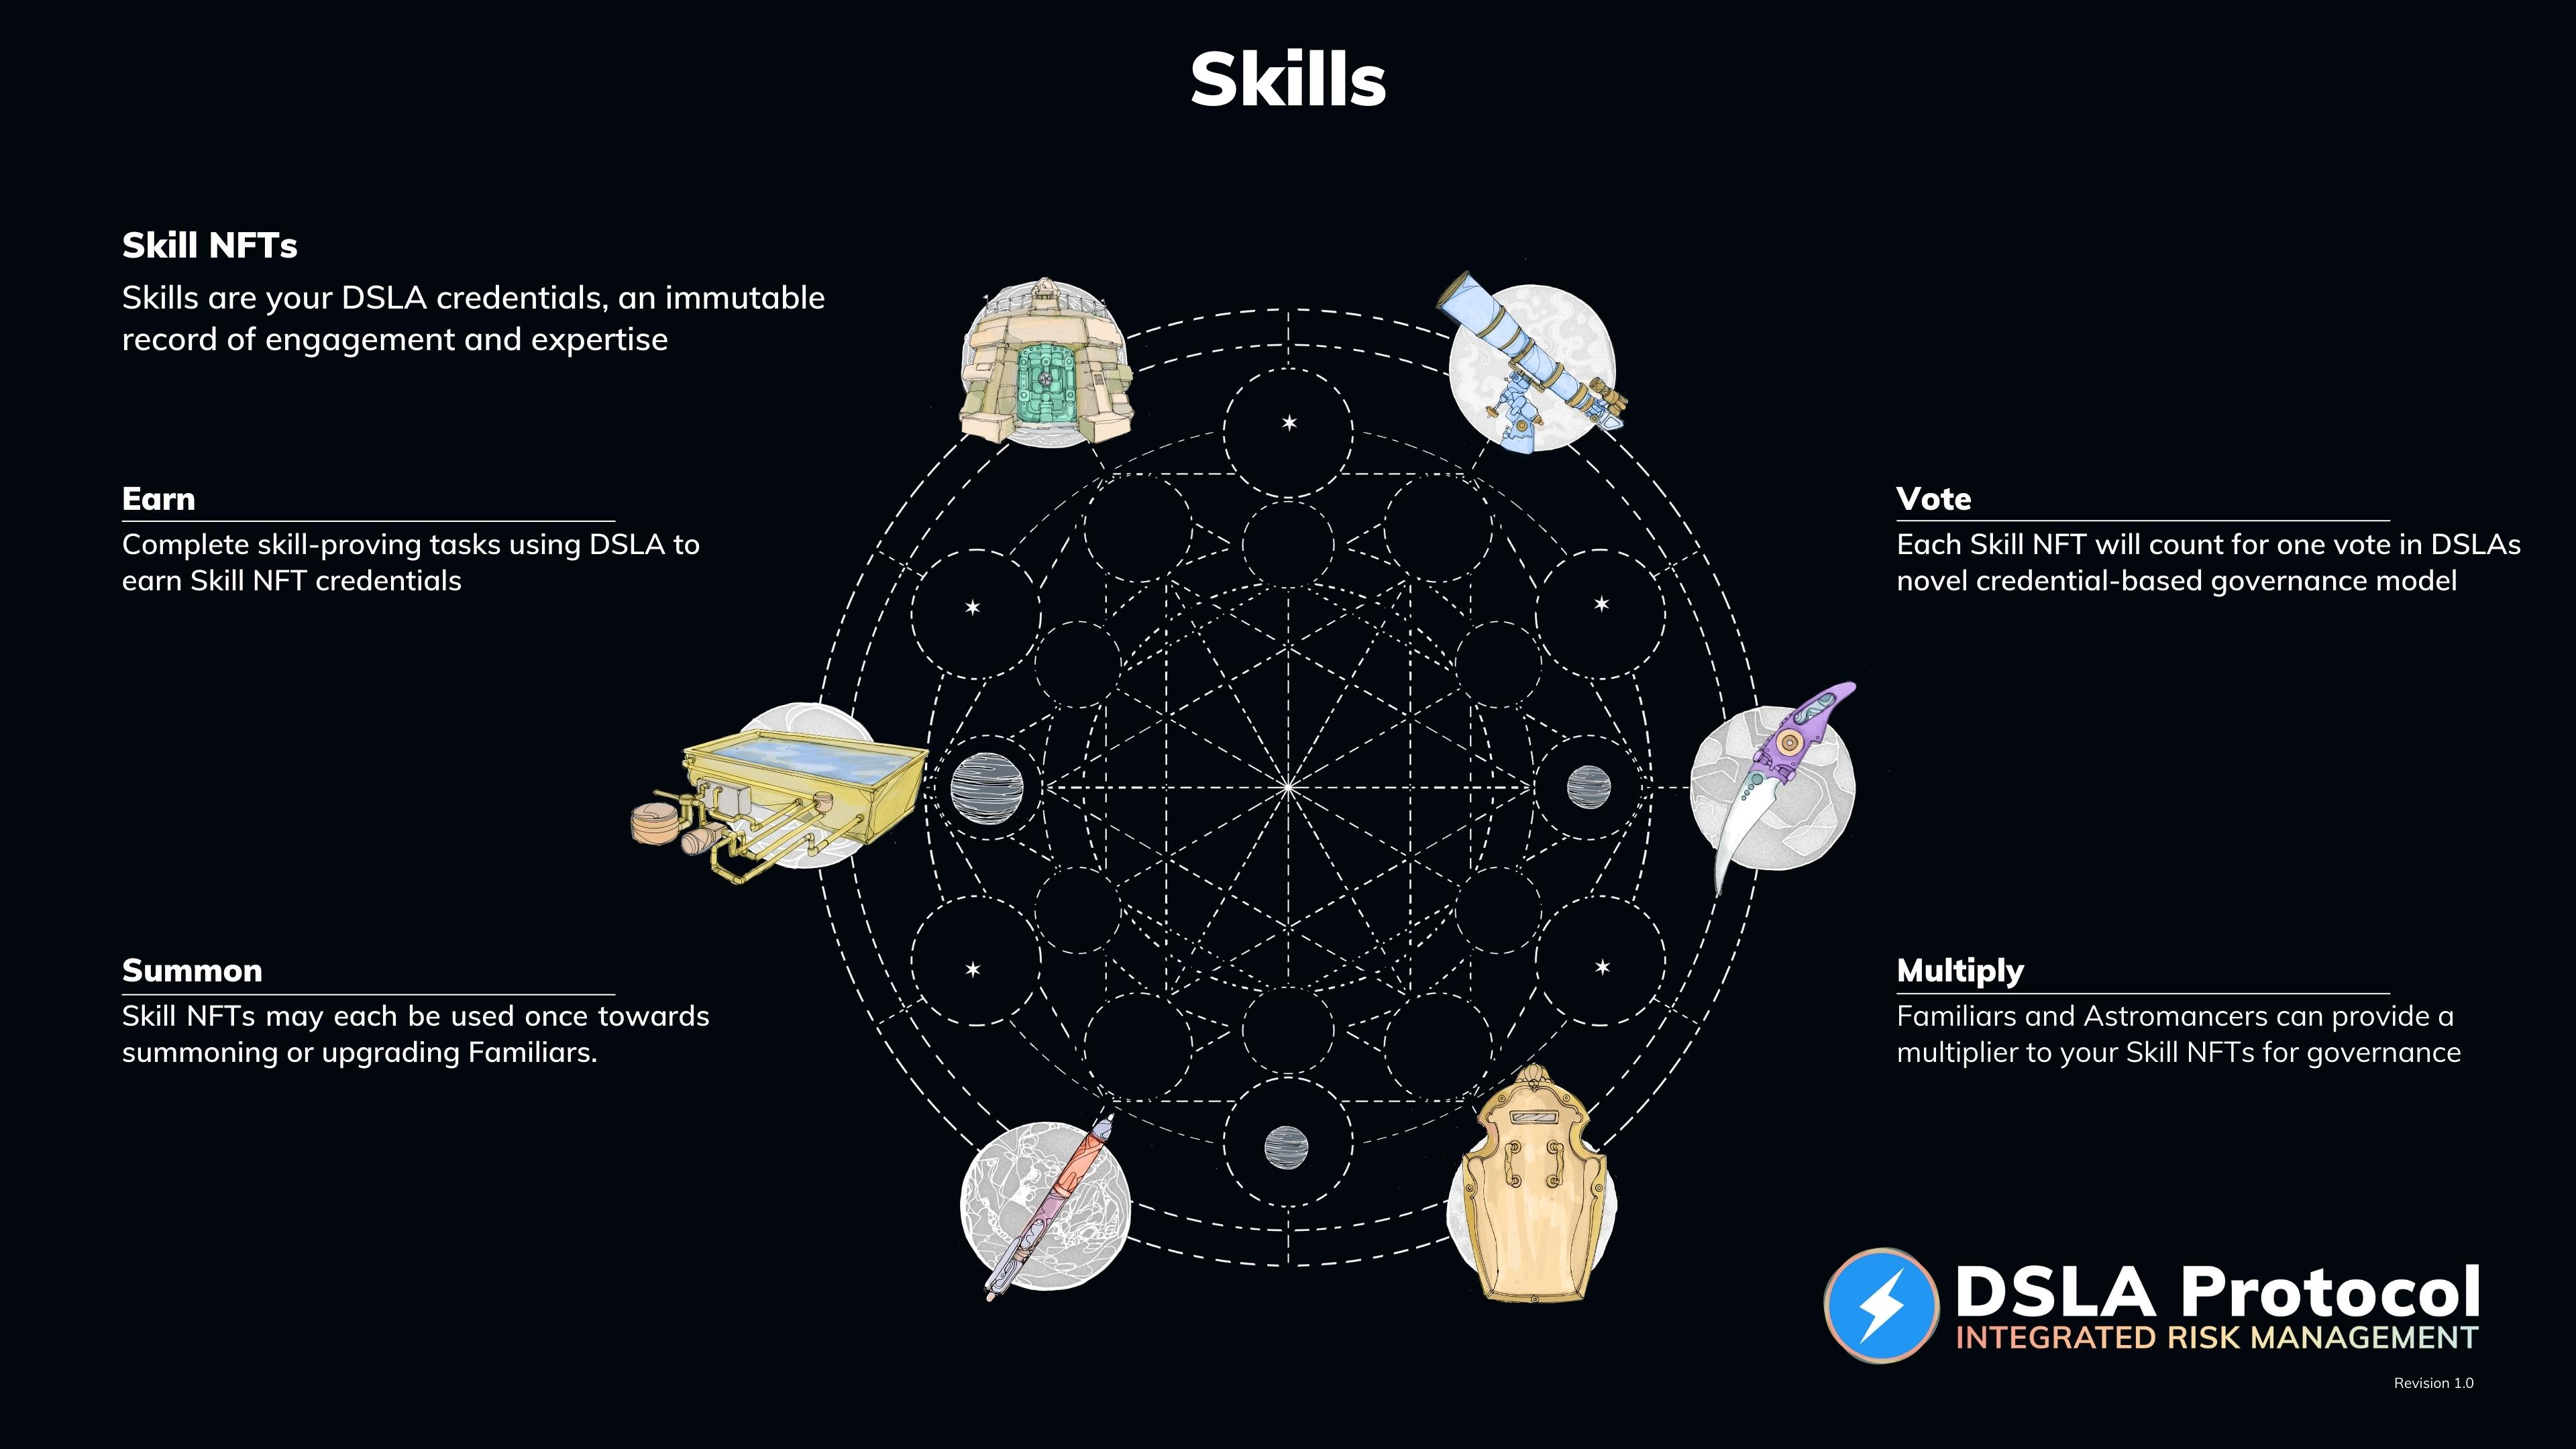 Skills
Skill NFTs
Skills are your DSLA credentials, an immutable
record of engagement and expertise
Earn
Complete skill-proving tasks using DSLA to
earn Skill NFT credentials
Vote
Each Skill NFT will count for one vote in DSLAs
novel credential-based governance model
Summon
Skill NFTs may each be used once towards
summoning or upgrading Familiars.
Multiply
Familiars and Astromancers can provide a
multiplier to your Skill NFTs for governance
DSLA Protocol
INTEGRATED RISK MANAGEMENT
Revision 1.0